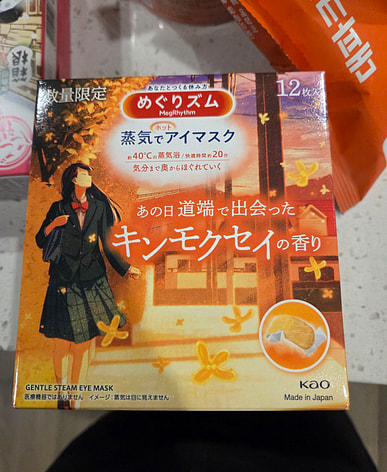 数量限定
あなたとつくる休み方
めぐりズム
MegRhythm
12枚入
蒸気でホットアイマスク
約40℃の蒸気浴/快適時間約20分
気分まで奥からほぐれていく
あの日道端で出会った
キンモクセイの香り
GENTLE STEAM EYE MASK
医療機器ではありません イメージ:蒸気は目に見えません
Kao
Made in Japan